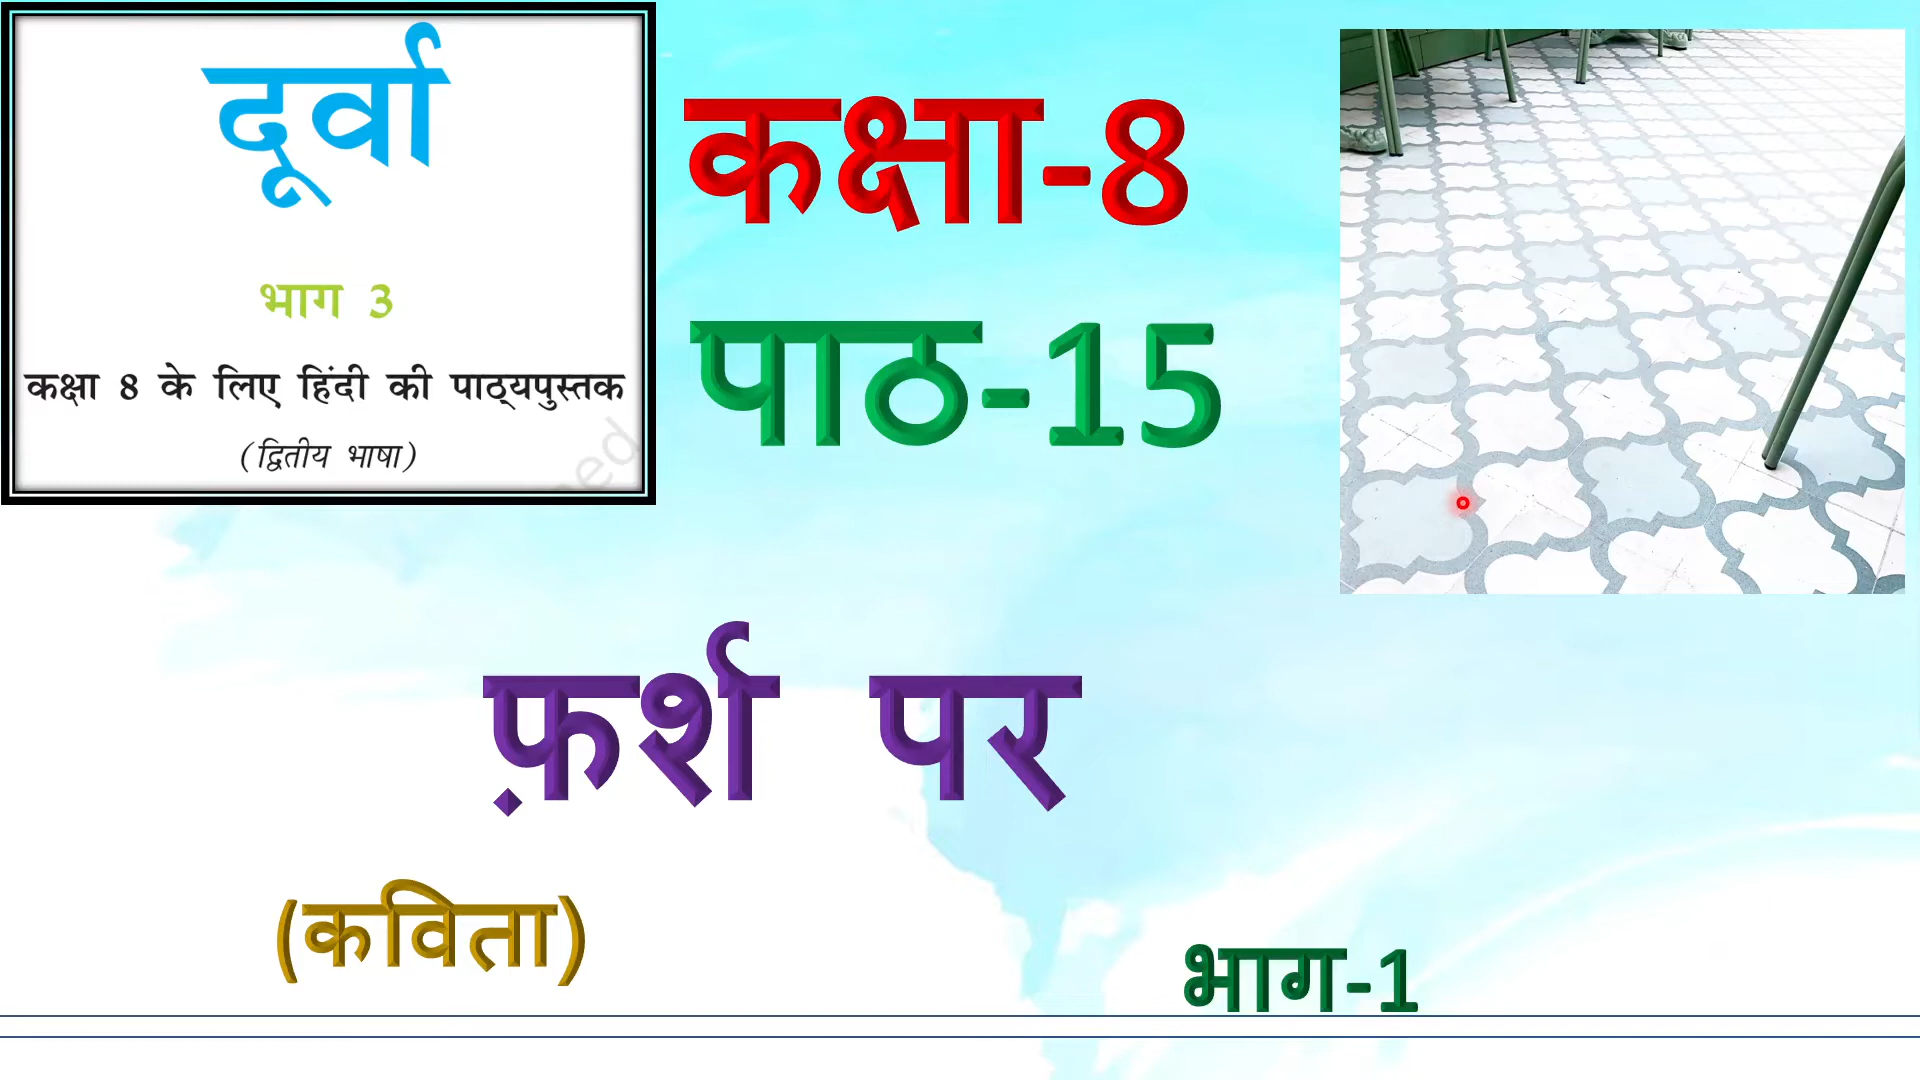 दूर्वा
भाग 3
कक्षा 8 के लिए हिंदी की पाठ्यपुस्तक
(द्वितीय भाषा)
कक्षा-8
पाठ-15
फ़र्श पर
(कविता)
भाग-1